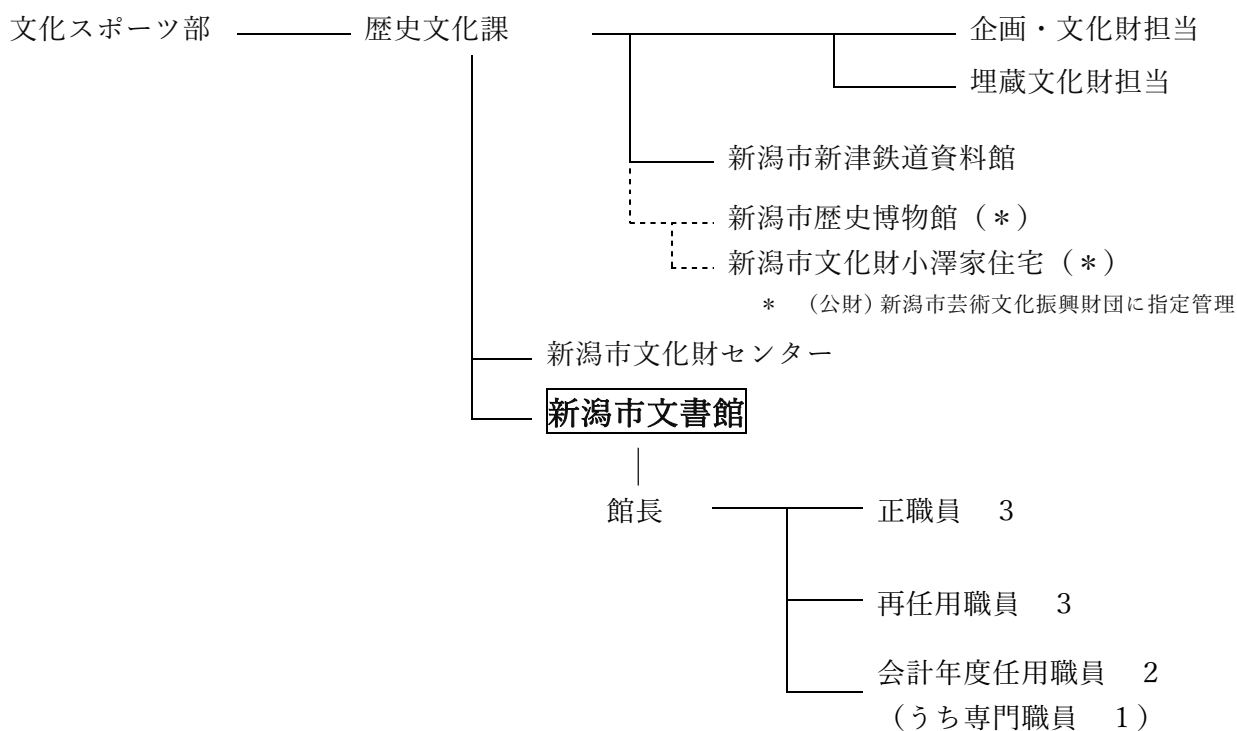 文化スポーツ部 歴史文化課 企画・文化財担当
埋蔵文化財担当
新潟市新津鉄道資料館
新潟市歴史博物館（＊）
新潟市文化財小澤家住宅（＊）
＊ （公財）新潟市芸術文化振興財団に指定管理
新潟市文化財センター
新潟市文書館
館長 正職員 3
再任用職員 3
会計年度任用職員 2
（うち専門職員 1）